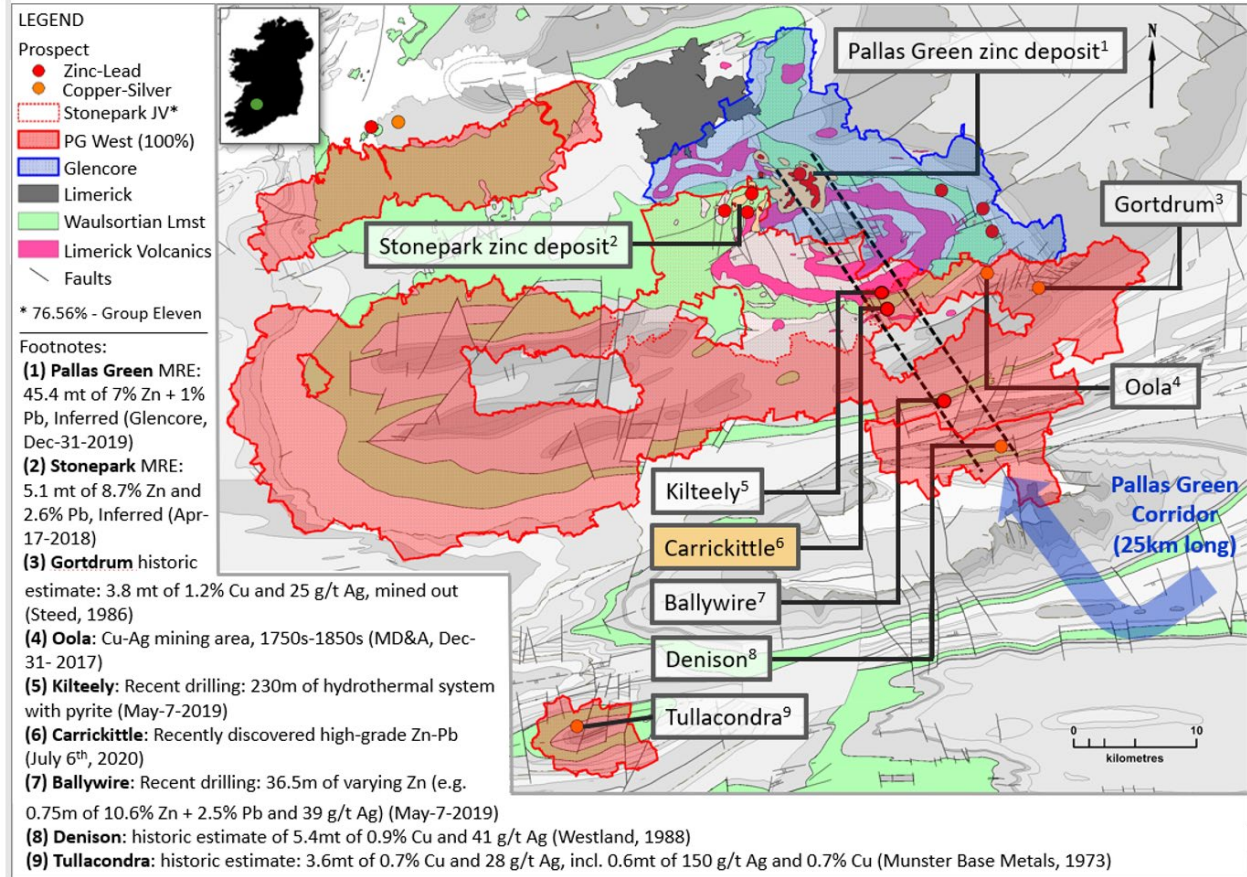 LEGEND
Prospect
Zinc-Lead
Copper-Silver
Stonepark JV*
PG West (100%)
Glencore
Limerick
Waulsortian Lmst
Limerick Volcanics
Faults
* 76.56% - Group Eleven
Footnotes:
(1) Pallas Green MRE:
45.4 mt of 7% Zn + 1%
Pb, Inferred (Glencore,
Dec-31-2019)
(2) Stonepark MRE:
5.1 mt of 8.7% Zn and
2.6% Pb, Inferred (Apr-
17-2018)
(3) Gortdrum historic
estimate: 3.8 mt of 1.2% Cu and 25 g/t Ag, mined out
(Steed, 1986)
(4) Oola: Cu-Ag mining area, 1750s-1850s (MD&A, Dec-
31- 2017)
(5) Kilteely: Recent drilling: 230m of hydrothermal system
with pyrite (May-7-2019)
(6) Carrickittle: Recently discovered high-grade Zn-Pb
(July 6th, 2020)
(7) Ballywire: Recent drilling: 36.5m of varying Zn (e.g.
0.75m of 10.6% Zn + 2.5% Pb and 39 g/t Ag) (May-7-2019)
(8) Denison: historic estimate of 5.4mt of 0.9% Cu and 41 g/t Ag (Westland, 1988)
(9) Tullacondra: historic estimate: 3.6mt of 0.7% Cu and 28 g/t Ag, incl. 0.6mt of 150 g/t Ag and 0.7% Cu (Munster Base Metals, 1973)
Pallas Green zinc deposit1
N
Gortdrum3
Stonepark zinc deposit2
Oola4
Kilteely5
Carrickittle6
Ballywire7
Denison8
Tullacondra9
Pallas Green
Corridor
(25km long)
0 10
kilometres